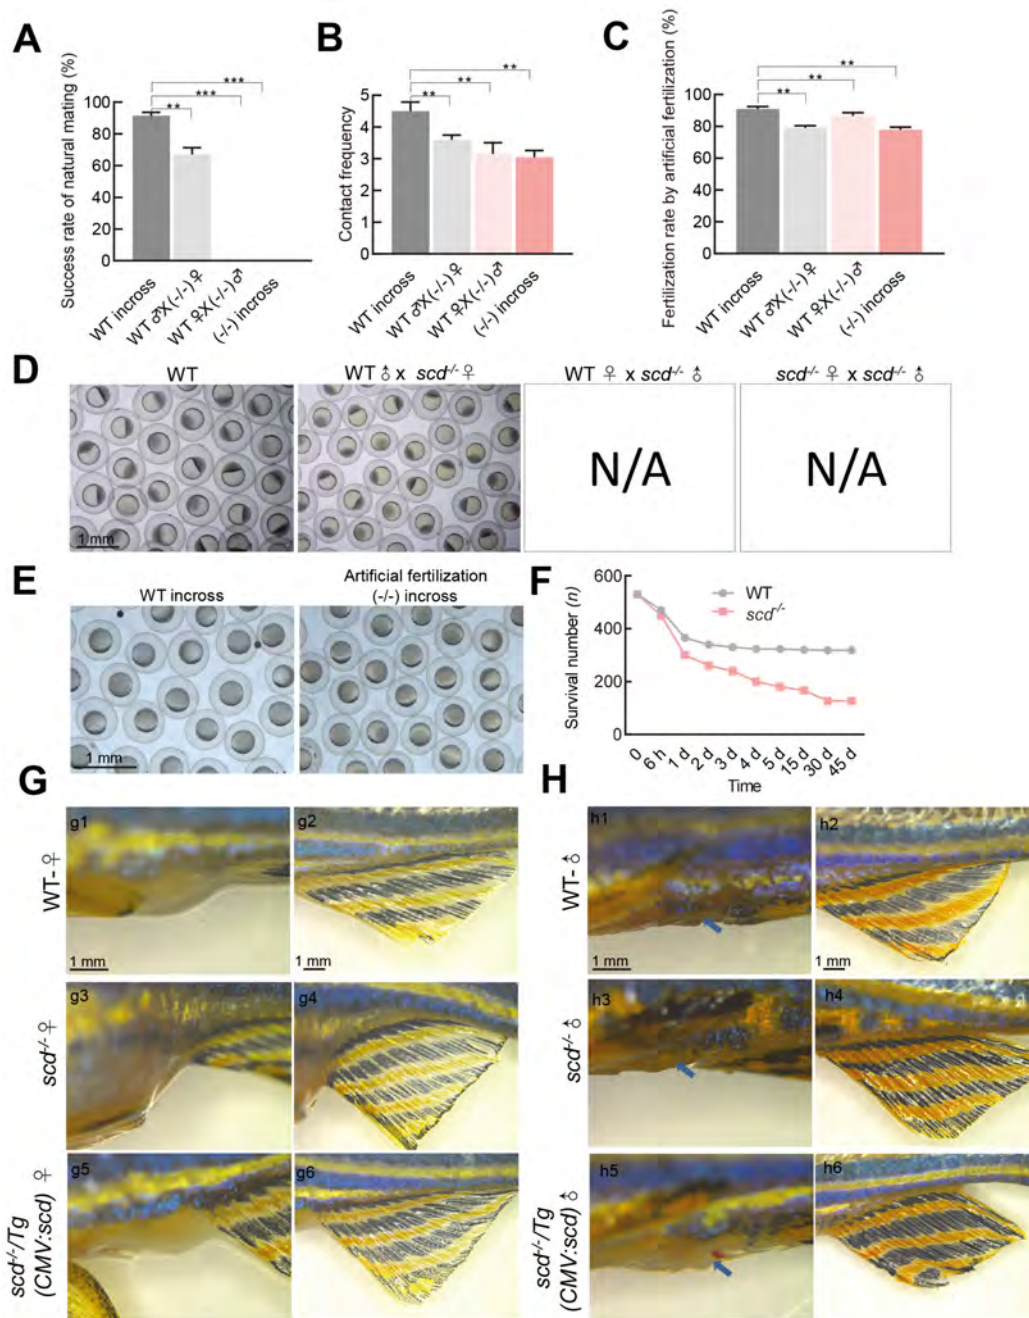 A
B
C
Success rate of natural mating (%)
100
80
60
40
20
0
***
***
**
WT incross
WT ♂X(-/-)♀
WT ♀X(-/-)♂
(-/-) incross
Contact frequency
5
4
3
2
1
0
**
**
**
WT incross
WT ♂X(-/-)♀
WT ♀X(-/-)♂
(-/-) incross
Fertilization rate by artificial fertilization (%)
100
80
60
40
20
0
**
**
**
WT incross
WT ♂X(-/-)♀
WT ♀X(-/-)♂
(-/-) incross
D
WT
WT ♂ x scd-/- ♀
WT ♀ x scd-/- ♂
scd-/- ♀ x scd-/- ♂
1 mm
N/A
N/A
E
WT incross
Artificial fertilization
(-/-) incross
1 mm
F
Survival number (n)
600
400
200
0
WT
scd-/-
0
6 h
1 d
2 d
3 d
4 d
5 d
15 d
30 d
45 d
Time
G
WT- ♀
g1
1 mm
g2
1 mm
scd-/- ♀
g3
g4
scd-/-/Tg ♀
(CMV:scd)
g5
g6
H
WT- ♂
h1
1 mm
h2
1 mm
scd-/- ♂
h3
h4
scd-/-/Tg
(CMV:scd) ♂
h5
h6